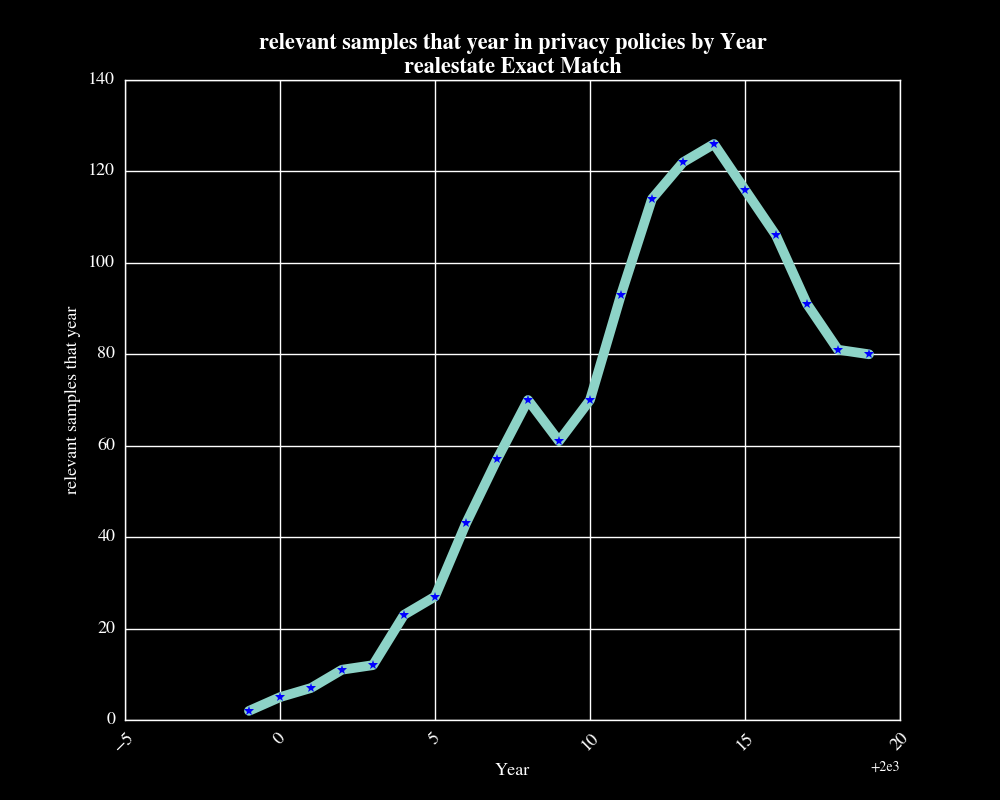 relevant samples that year in privacy policies by Year
realestate Exact Match
140
120
100
80
60
40
20
0
relevant samples that year
−5
0
5
10
15
20
Year
+2e3